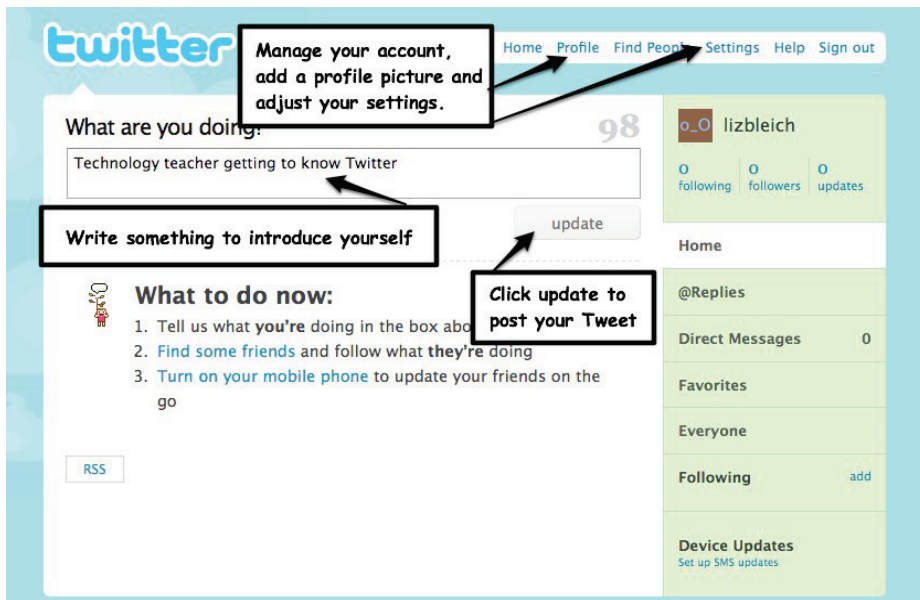 twitter
Manage your account,
add a profile picture and
adjust your settings.
Home Profile Find Peop Settings Help Sign out
What are you doing?
98
Technology teacher getting to know Twitter
Write something to introduce yourself
update
Click update to
post your Tweet
What to do now:
1. Tell us what you're doing in the box abo
2. Find some friends and follow what they're doing
3. Turn on your mobile phone to update your friends on the
go
RSS
o_O lizbleich
0 0 0
following followers updates
Home
@Replies
Direct Messages 0
Favorites
Everyone
Following add
Device Updates
Set up SMS updates